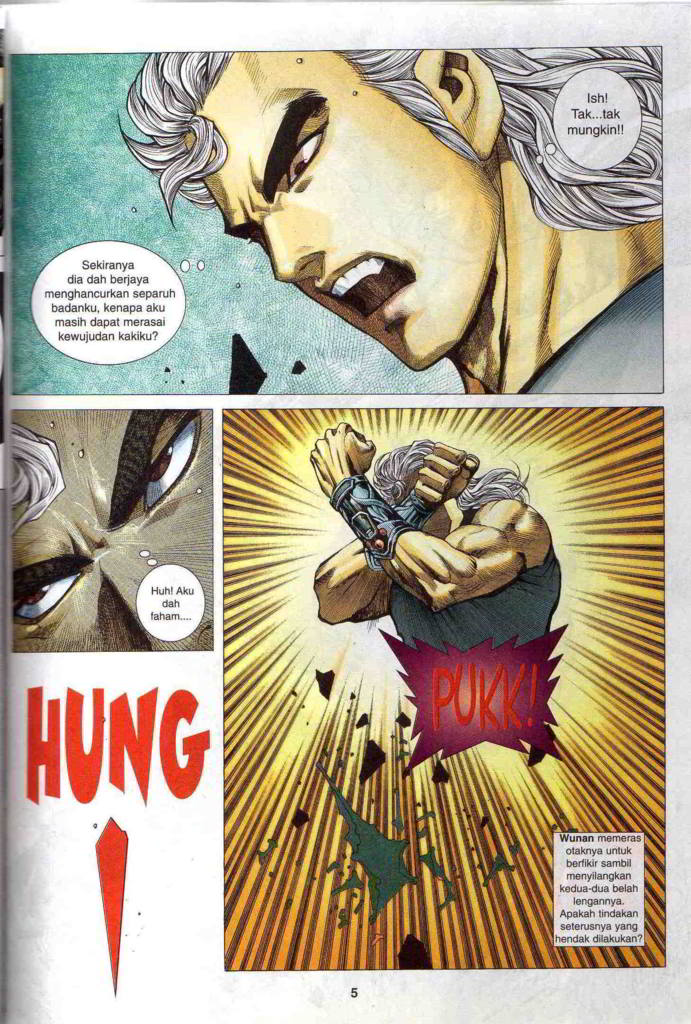 Ish!
Tak...tak
mungkin!!
Sekiranya
dia dah berjaya
menghancurkan separuh
badanku, kenapa aku
masih dapat merasai
kewujudan kakiku?
Huh! Aku
dah
faham....
HUNG
!
PUKK!
Wunan memeras
otaknya untuk
berfikir sambil
menyilangkan
kedua-dua belah
lengannya.
Apakah tindakan
seterusnya yang
hendak dilakukan?
5